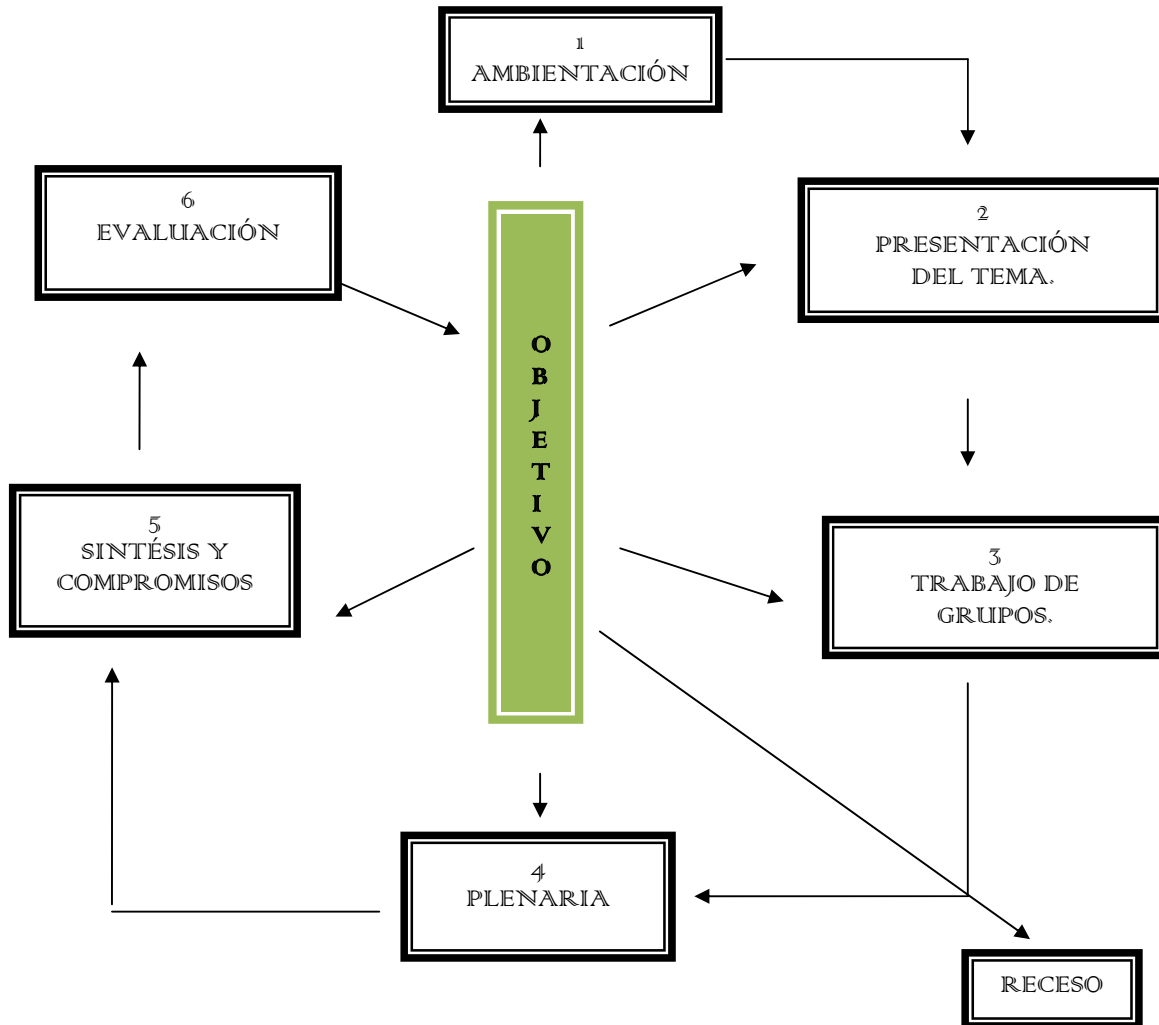 1
AMBIENTACIÓN
2
PRESENTACIÓN
DEL TEMA.
3
TRABAJO DE
GRUPOS.
4
PLENARIA
5
SINTÉSIS Y
COMPROMISOS
6
EVALUACIÓN
O
B
J
E
T
I
V
O
RECESO